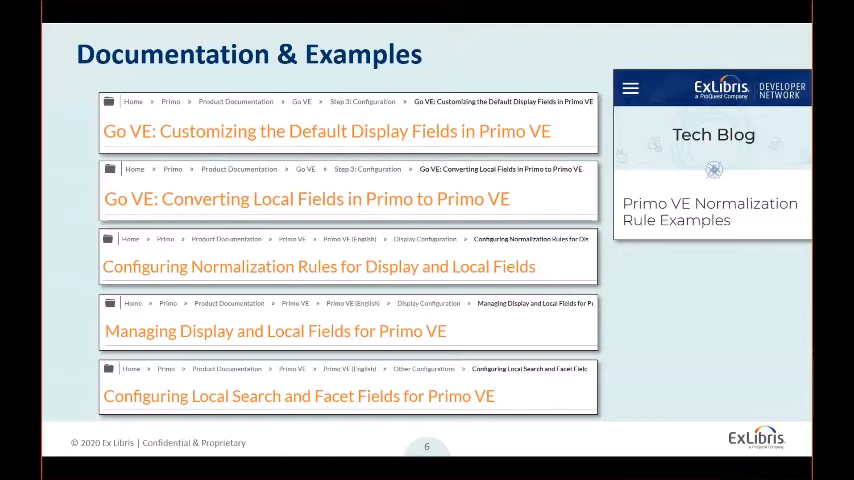 Documentation & Examples
Home » Primo » Product Documentation » Go VE » Step 3: Configuration » Go VE: Customizing the Default Display Fields in Primo VE
Go VE: Customizing the Default Display Fields in Primo VE
Home » Primo » Product Documentation » Go VE » Step 3: Configuration » Go VE: Converting Local Fields in Primo to Primo VE
Go VE: Converting Local Fields in Primo to Primo VE
Home » Primo » Product Documentation » Primo VE » Primo VE (English) » Display Configuration » Configuring Normalization Rules for Dis
Configuring Normalization Rules for Display and Local Fields
Home » Primo » Product Documentation » Primo VE » Primo VE (English) » Display Configuration » Managing Display and Local Fields for P
Managing Display and Local Fields for Primo VE
Home » Primo » Product Documentation » Primo VE » Primo VE (English) » Other Configurations » Configuring Local Search and Facet Fielc
Configuring Local Search and Facet Fields for Primo VE
ExLibris
a ProQuest Company
DEVELOPER
NETWORK
Tech Blog
Primo VE Normalization
Rule Examples
© 2020 Ex Libris | Confidential & Proprietary
6
ExLibris
a ProQuest Company